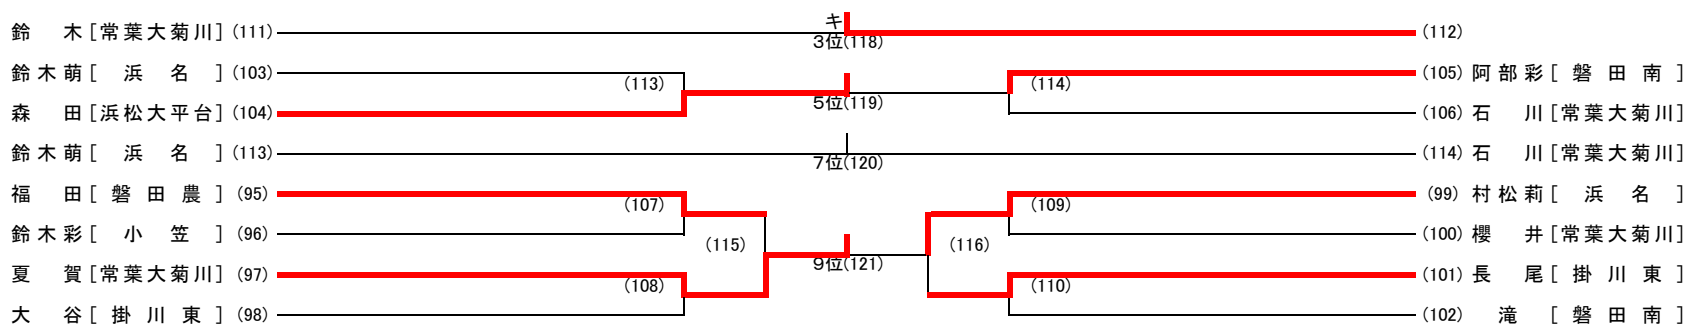 キ
鈴 木[常葉大菊川](111) 3位(118) (112)
鈴木萌[ 浜 名 ](103) (113) (114) (105)阿部彩[ 磐 田 南 ]
森 田[浜松大平台](104) 5位(119) (106)石 川[常葉大菊川]
鈴木萌[ 浜 名 ](113) 7位(120) (114)石 川[常葉大菊川]
福 田[ 磐 田 農 ](95) (107) (109) (99)村松莉[ 浜 名 ]
鈴木彩[ 小 笠 ](96) (115) (116) (100)櫻 井[常葉大菊川]
9位(121)
夏 賀[常葉大菊川](97) (108) (110) (101)長 尾[ 掛 川 東 ]
大 谷[ 掛 川 東 ](98) (102) 滝 [ 磐 田 南 ]